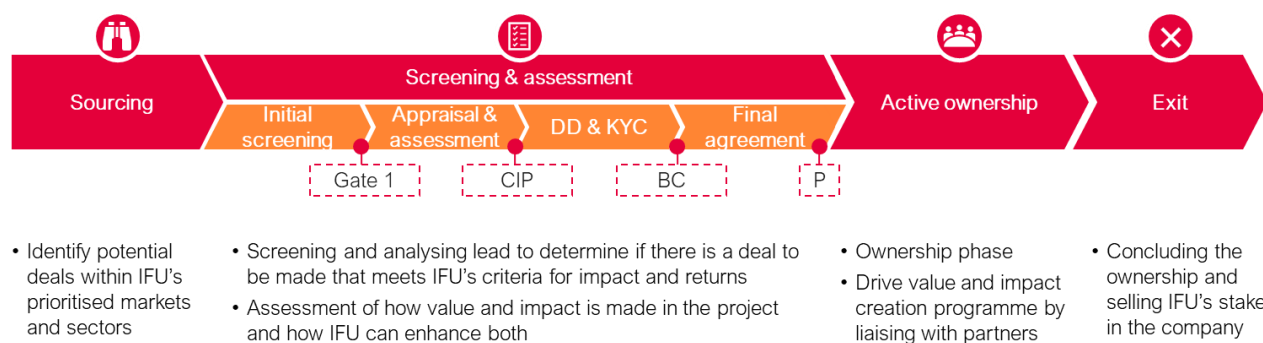 Sourcing
Screening & assessment
Initial
screening
Appraisal &
assessment
DD & KYC
Final
agreement
Active ownership
Exit
Gate 1
CIP
BC
P
• Identify potential
deals within IFU's
prioritised markets
and sectors
• Screening and analysing lead to determine if there is a deal to
be made that meets IFU's criteria for impact and returns
• Assessment of how value and impact is made in the project
and how IFU can enhance both
• Ownership phase
• Drive value and impact
creation programme by
liaising with partners
• Concluding the
ownership and
selling IFU's stake
in the company